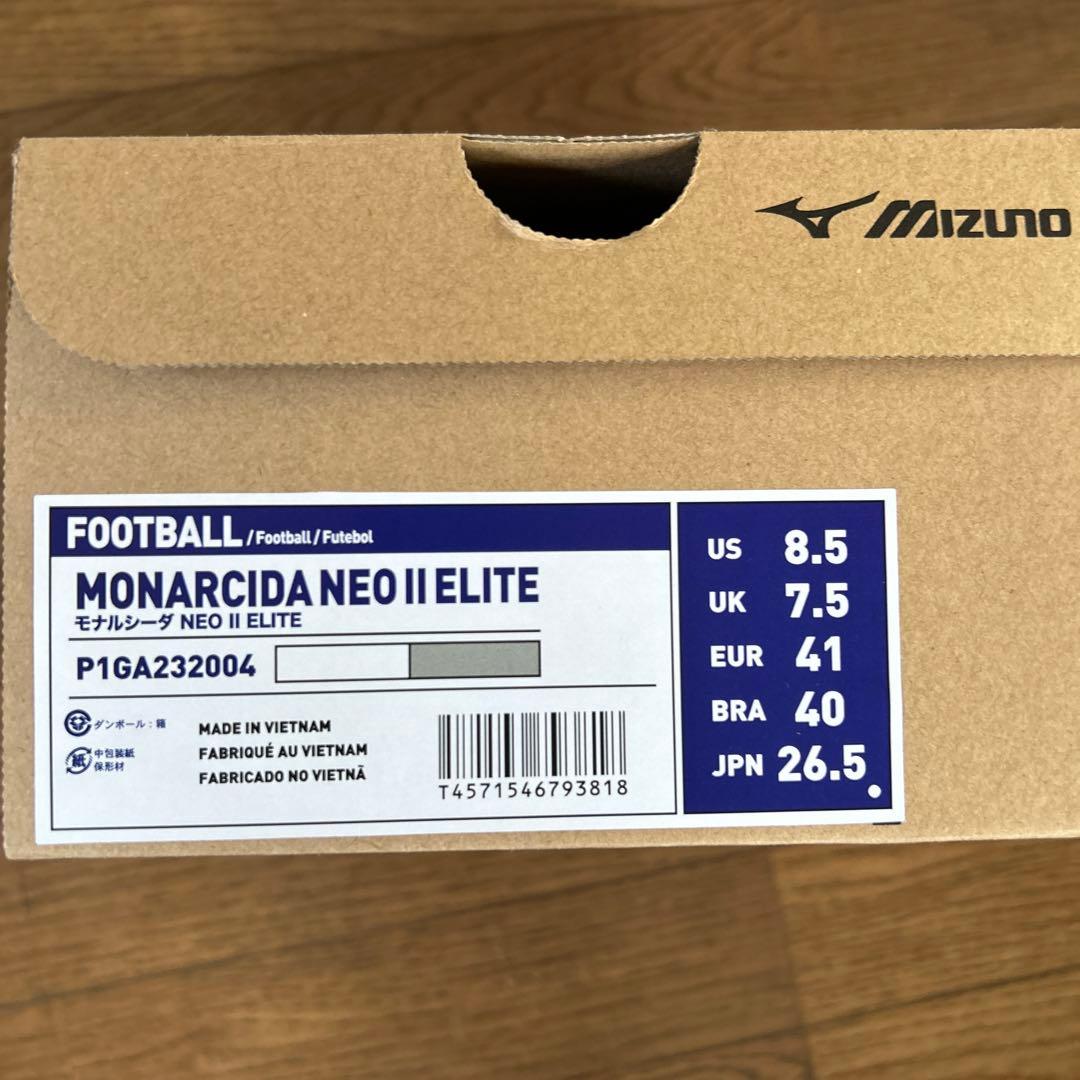 MIZUNO
FOOTBALL /Football/Futebol
MONARCIDA NEO II ELITE
モナルシーダ NEO II ELITE
P1GA232004
ダンボール：箱
紙 中包装紙
保形材
MADE IN VIETNAM
FABRIQUÉ AU VIETNAM
FABRICADO NO VIETNÃ
T4571546793818
US 8.5
UK 7.5
EUR 41
BRA 40
JPN 26.5